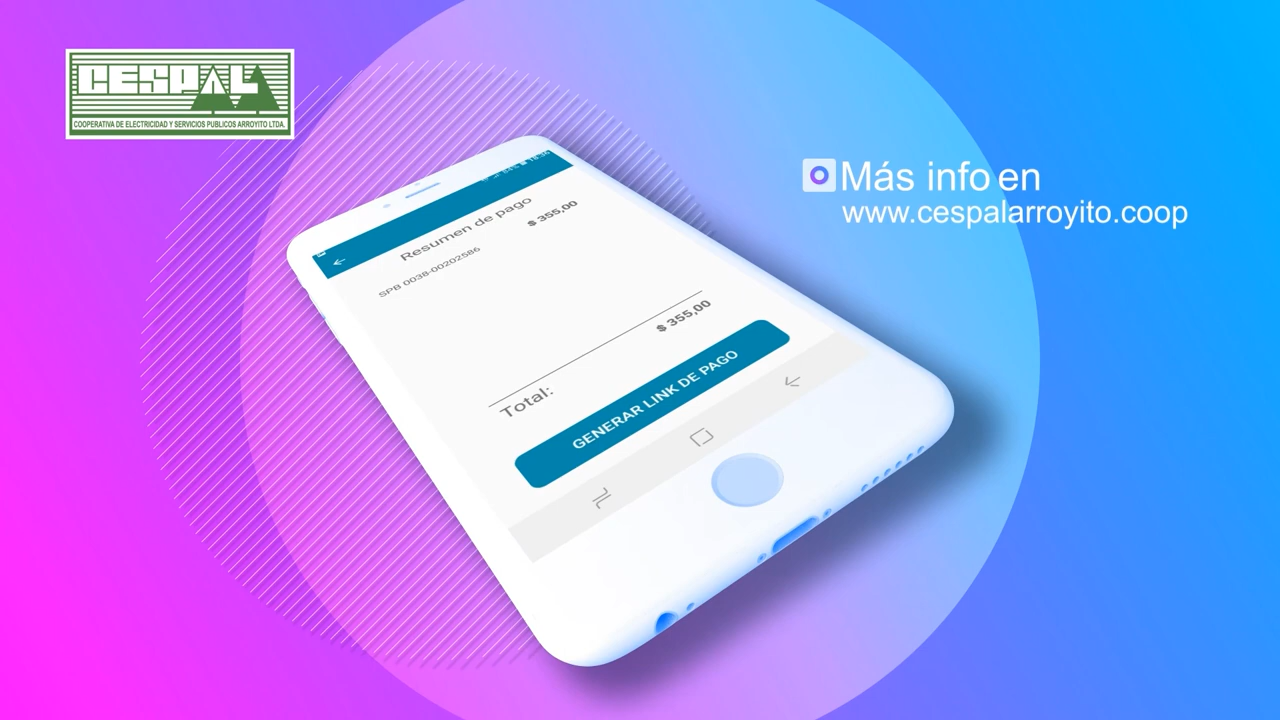 CESPAL
COOPERATIVA DE ELECTRICIDAD Y SERVICIOS PUBLICOS ARROYITO LTDA.
Más info en
www.cespalarroyito.coop
Resumen de pago
SPB 0038-00202586
$ 355,00
Total:
$ 355,00
GENERAR LINK DE PAGO